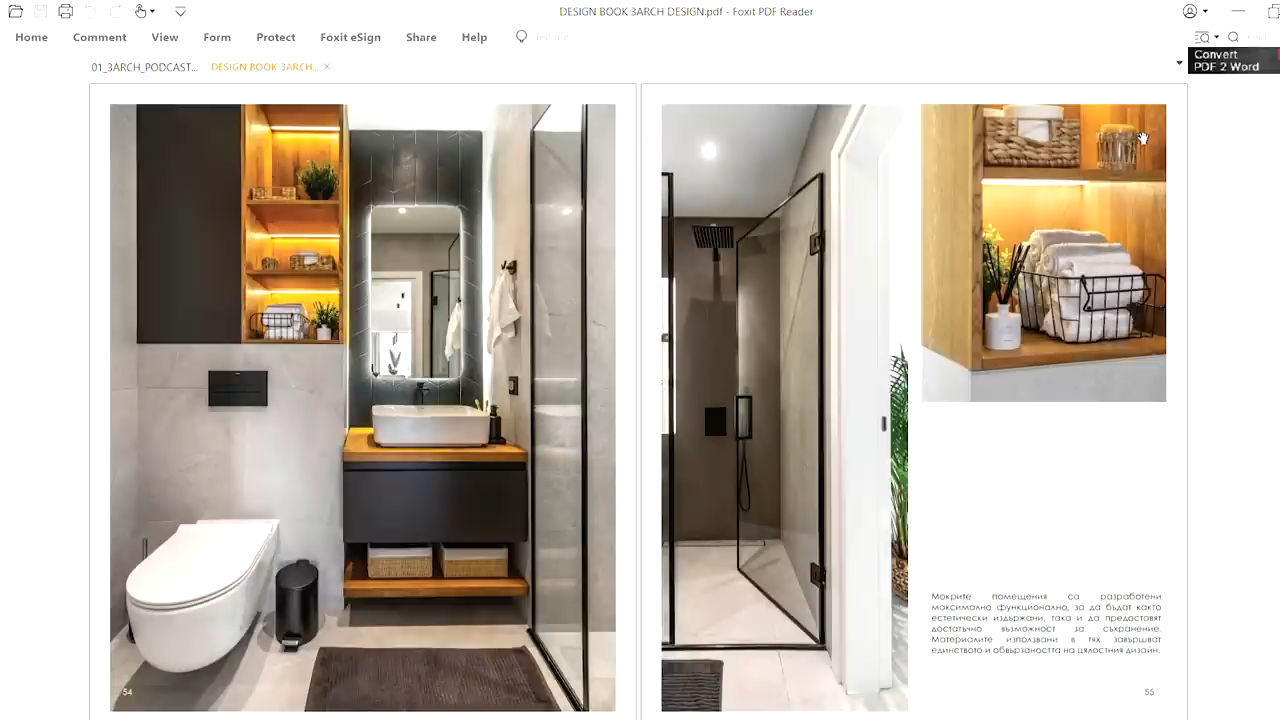 DESIGN BOOK 3ARCH DESIGN.pdf - Foxit PDF Reader
Home Comment View Form Protect Foxit eSign Share Help Tell me
Convert
PDF 2 Word
01_3ARCH_PODCAST... DESIGN BOOK 3ARCH...
Мокрите помещения са разработени
максимално функционално, за да бъдат както
естетически издържани, така и да предоставят
достатъчно възможност за съхранение.
Материалите използвани в тях завършват
единството и обвързаността на цялостния дизайн.
54
55